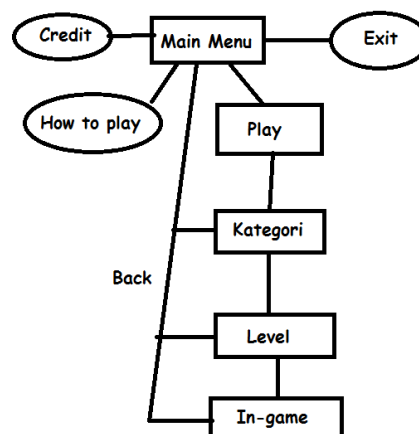 Credit
Main Menu
Exit
How to play
Play
Kategori
Back
Level
In-game